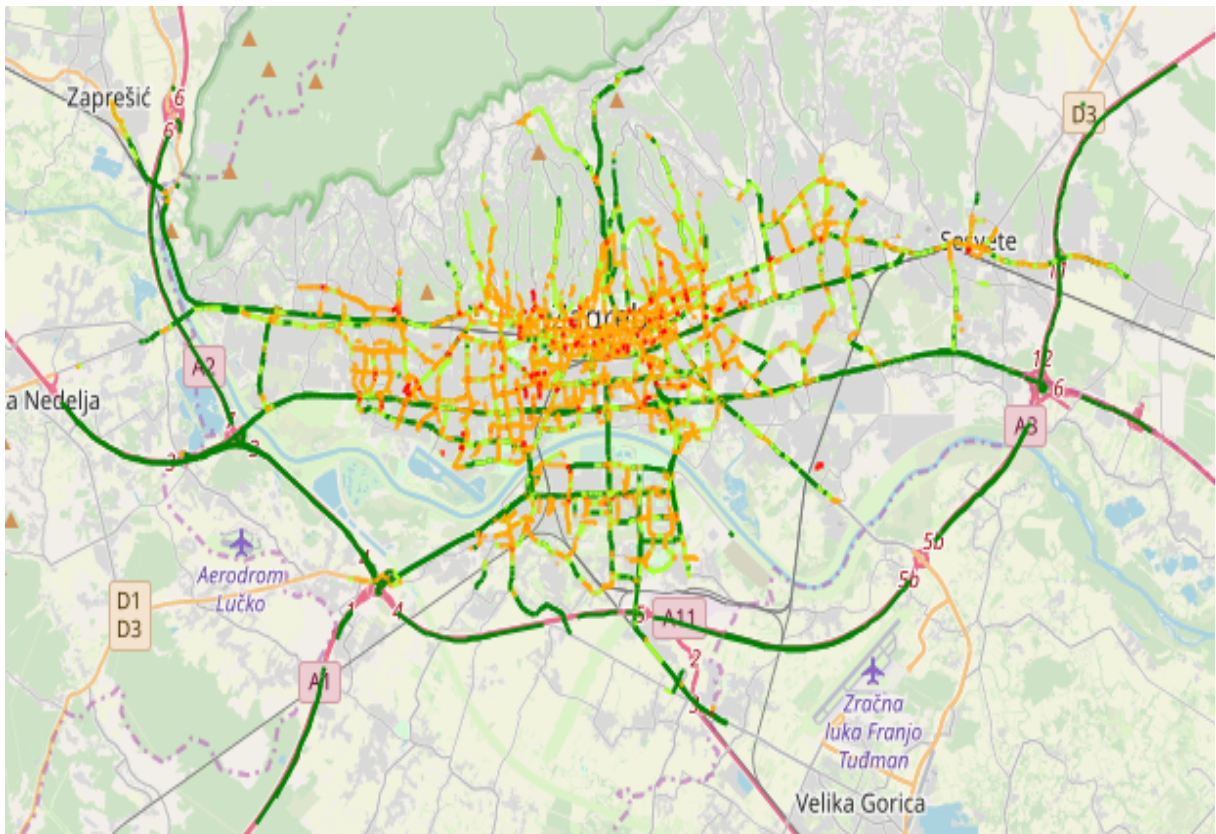 Zaprešić
6
6
D3
Sesvete
11
Zagreb
A2
12
6
a Nedelja
A3
3
3
5b
5b
Aerodrom
Lučko
1
4
D1
D3
5
A11
2
A1
3
Zračna
luka Franjo
Tuđman
Velika Gorica